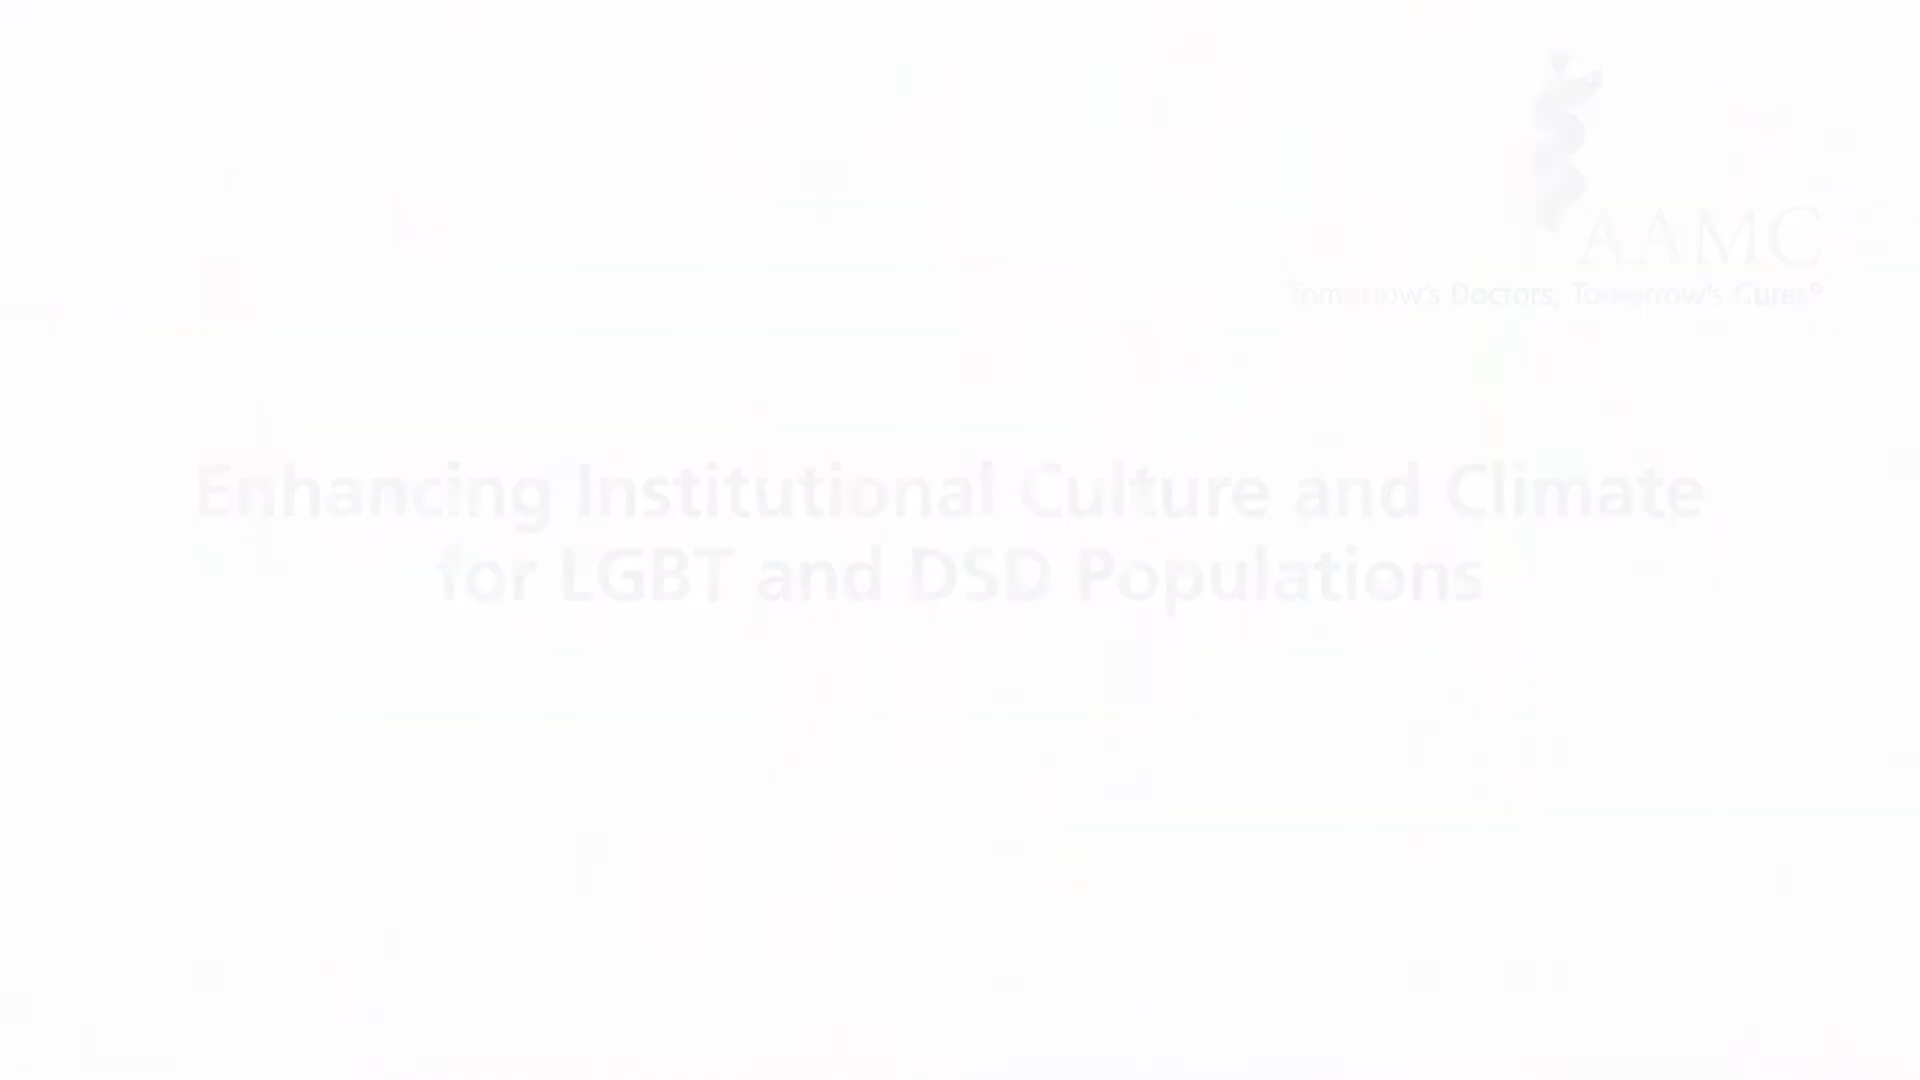 AAMC
Tomorrow's Doctors, Tomorrow's Cures®
Enhancing Institutional Culture and Climate
for LGBT and DSD Populations